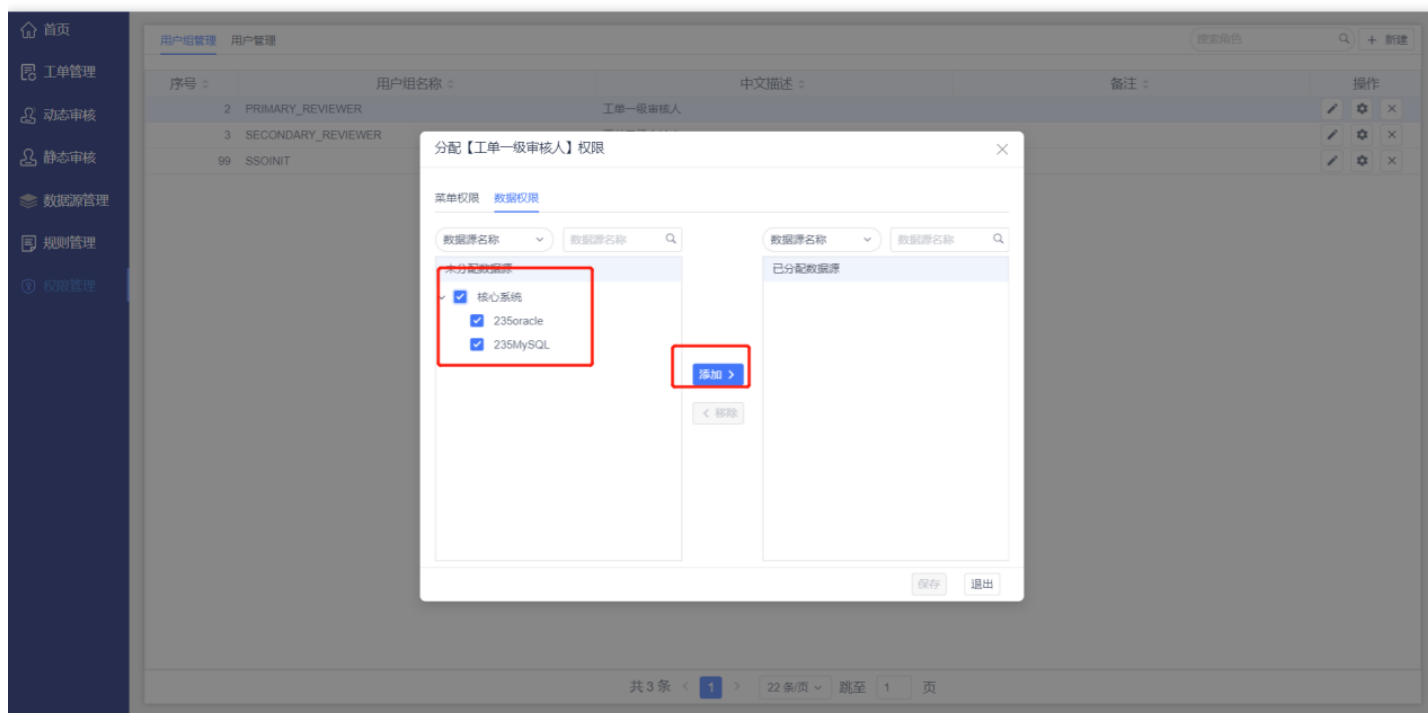 首页
工单管理
动态审核
静态审核
数据源管理
规则管理
权限管理
用户组管理 用户管理 搜索角色 + 新建
序号 用户组名称 中文描述 备注 操作
2 PRIMARY_REVIEWER 工单一级审核人
3 SECONDARY_REVIEWER
99 SSOINIT
分配【工单一级审核人】权限
菜单权限 数据权限
数据源名称 数据源名称 数据源名称 数据源名称
未分配数据源 已分配数据源
核心系统
235oracle
235MySQL
添加 >
< 移除
保存 退出
共 3 条 < 1 > 22 条/页 跳至 1 页